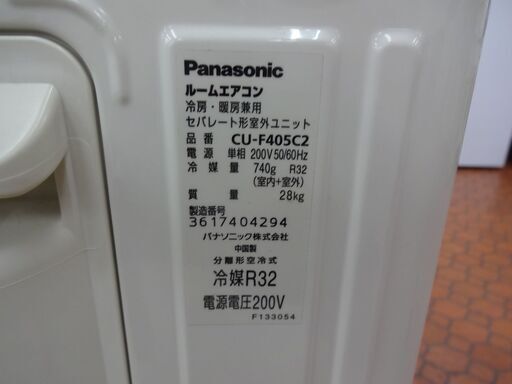 Panasonic
ルームエアコン
冷房・暖房兼用
セパレート形室外ユニット
品番 CU-F405C2
電源 単相 200V 50/60Hz
冷媒量 740g R32
(室内+室外)
質量 28kg
製造番号
3617404294
パナソニック株式会社
中国製
分離形空冷式
冷媒R32
電源電圧200V
F133054